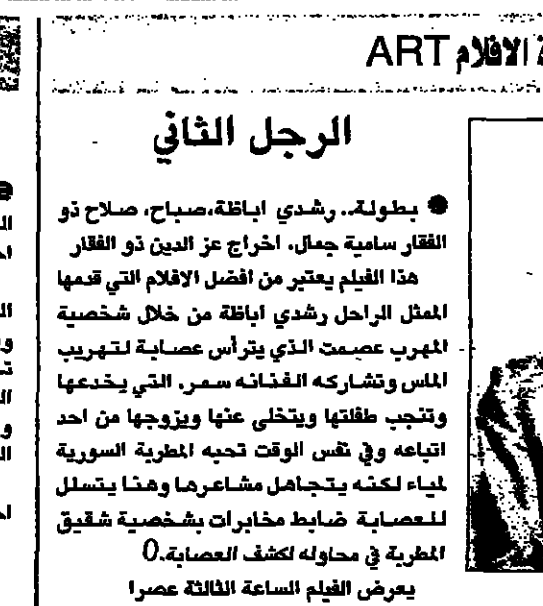 ة الافلام ART
الرجل الثاني
● بطولة.. رشدي اباظة،صباح، صلاح ذو
الفقار سامية جمال. اخراج عز الدين ذو الفقار
هذا الفيلم يعتبر من افضل الافلام التي قدمها
الممثل الراحل رشدي اباظة من خلال شخصية
المهرب عصمت الذي يترأس عصابة لتهريب
الماس وتشاركه الفنانه سمر. التي يخدعها
وتنجب طفلتها ويتخلى عنها ويزوجها من احد
اتباعه وفي نفس الوقت تحبه المطربة السورية
لمياء لكنه يتجاهل مشاعرها وهنا يتسلل
للعصابة ضابط مخابرات بشخصية شقيق
المطربة في محاوله لكشف العصابة.O
يعرض الفيلم الساعة الثالثة عصرا